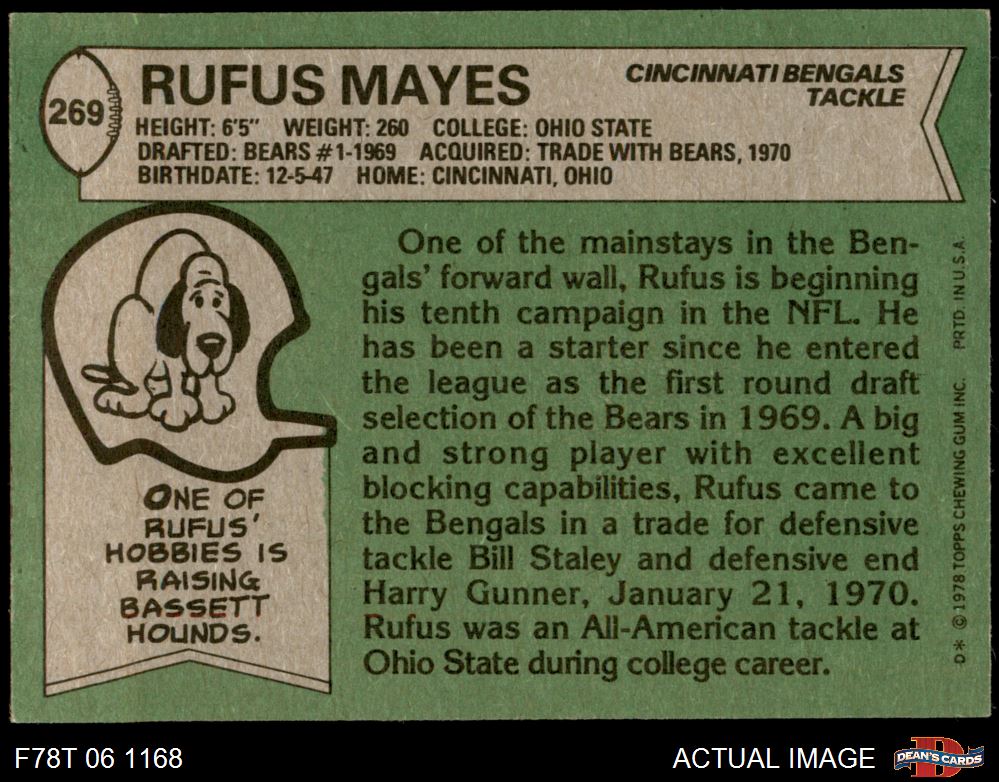 269
RUFUS MAYES
CINCINNATI BENGALS
TACKLE
HEIGHT: 6'5" WEIGHT: 260 COLLEGE: OHIO STATE
DRAFTED: BEARS #1-1969 ACQUIRED: TRADE WITH BEARS, 1970
BIRTHDATE: 12-5-47 HOME: CINCINNATI, OHIO
ONE OF
RUFUS'
HOBBIES IS
RAISING
BASSETT
HOUNDS.
One of the mainstays in the Ben-
gals' forward wall, Rufus is beginning
his tenth campaign in the NFL. He
has been a starter since he entered
the league as the first round draft
selection of the Bears in 1969. A big
and strong player with excellent
blocking capabilities, Rufus came to
the Bengals in a trade for defensive
tackle Bill Staley and defensive end
Harry Gunner, January 21, 1970.
Rufus was an All-American tackle at
Ohio State during college career.
D* © 1978 TOPPS CHEWING GUM INC. PRTD. IN U.S.A.
F78T 06 1168
ACTUAL IMAGE
D
DEAN'S CARDS